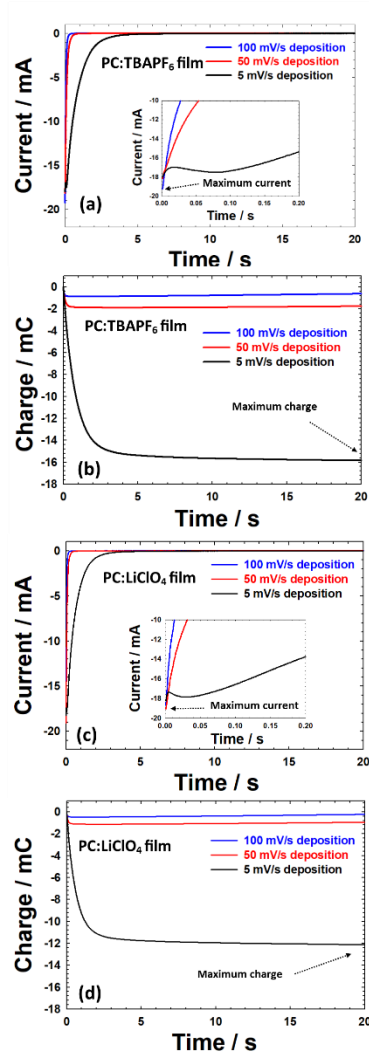 0
-5
-10
-15
-20
Current / mA
PC:TBAPF6 film
100 mV/s deposition
50 mV/s deposition
5 mV/s deposition
-10
-12
-14
-16
-18
-20
Current / mA
Maximum current
0.00 0.05 0.10 0.15 0.20
Time / s
(a)
0 5 10 15 20
Time / s
0
-2
-4
-6
-8
-10
-12
-14
-16
-18
Charge / mC
PC:TBAPF6 film
100 mV/s deposition
50 mV/s deposition
5 mV/s deposition
Maximum charge
(b)
0 5 10 15 20
Time / s
0
-5
-10
-15
-20
Current / mA
PC:LiClO4 film
100 mV/s deposition
50 mV/s deposition
5 mV/s deposition
-10
-12
-14
-16
-18
-20
Current / mA
Maximum current
0.00 0.05 0.10 0.15 0.20
Time / s
(c)
0 5 10 15 20
Time / s
0
-2
-4
-6
-8
-10
-12
-14
-16
-18
Charge / mC
PC:LiClO4 film
100 mV/s deposition
50 mV/s deposition
5 mV/s deposition
Maximum charge
(d)
0 5 10 15 20
Time / s